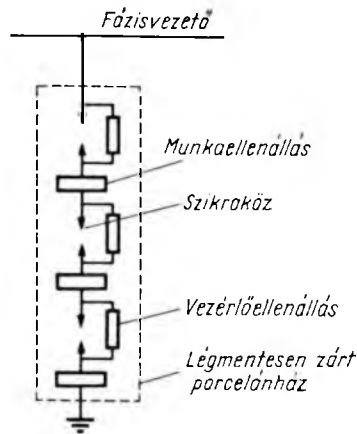 Fázisvezető
Munkaellenállás
Szikraköz
Vezérlőellenállás
Légmentesen zárt
porcelánház